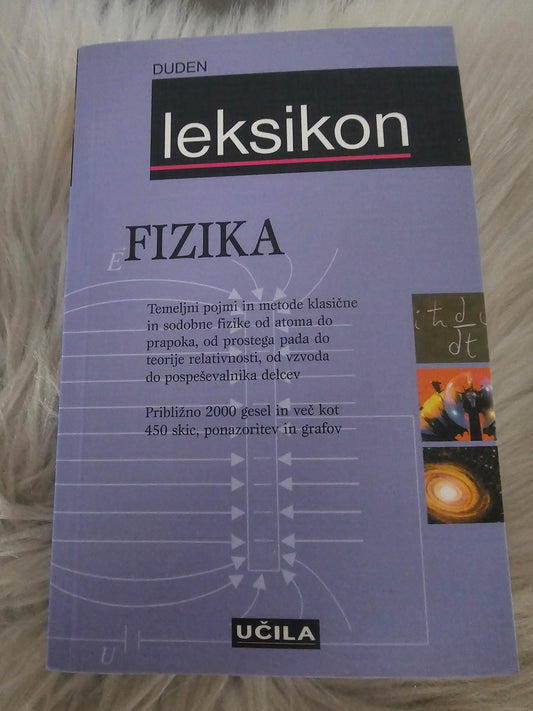 DUDEN
leksikon
FIZIKA
E
Temeljni pojmi in metode klasične
in sodobne fizike od atoma do
prapoka, od prostega pada do
teorije relativnosti, od vzvoda
do pospeševalnika delcev
Približno 2000 gesel in več kot
450 skic, ponazoritev in grafov
iħ d
dt
U
UČILA